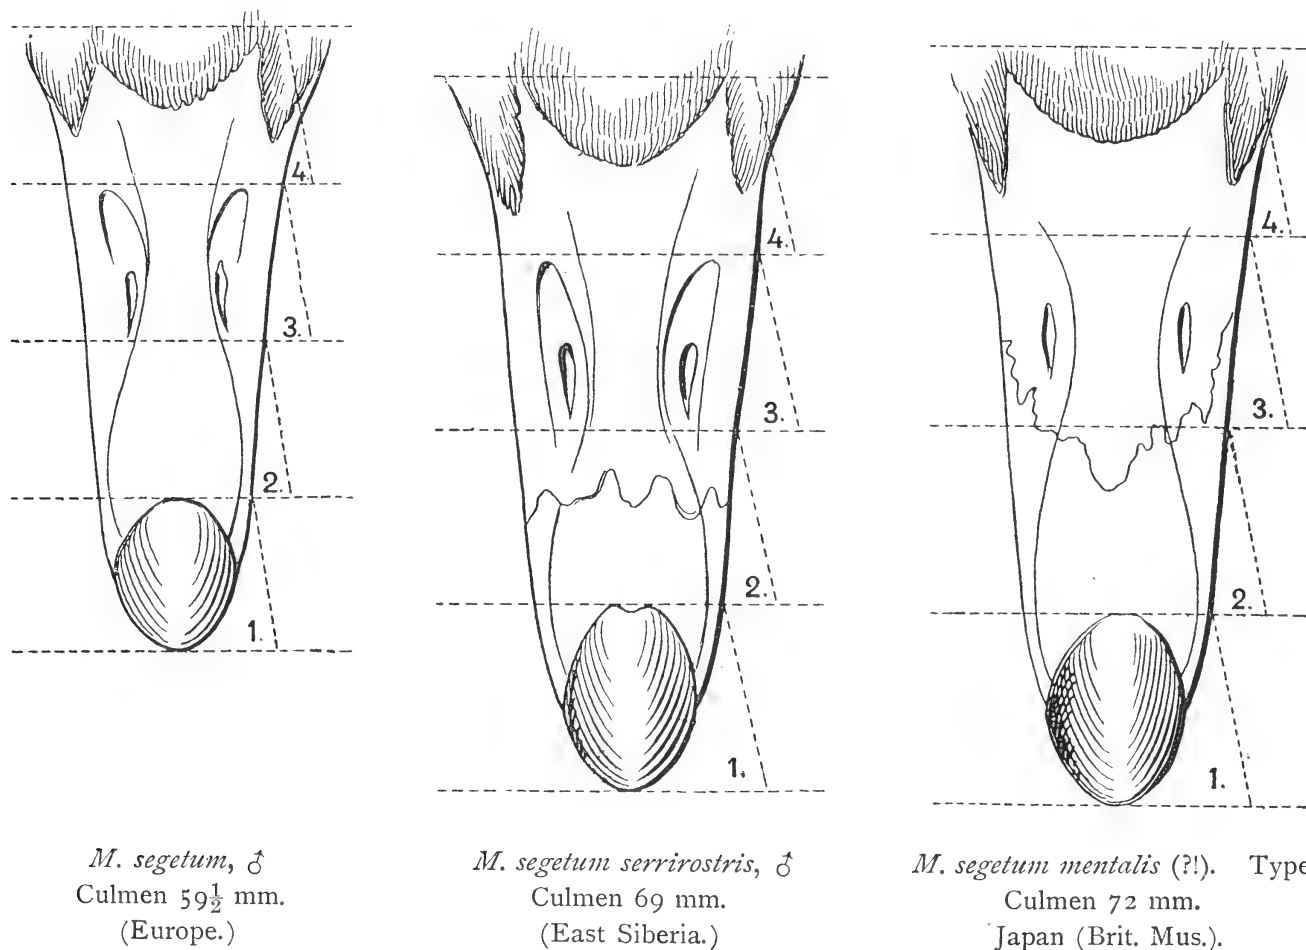 4.
3.
2.
1.
M. segetum, ♂
Culmen 59½ mm.
(Europe.)
4.
3.
2.
1.
M. segetum serrirostris, ♂
Culmen 69 mm.
(East Siberia.)
4.
3.
2.
1.
M. segetum mentalis (?!). Type
Culmen 72 mm.
Japan (Brit. Mus.).